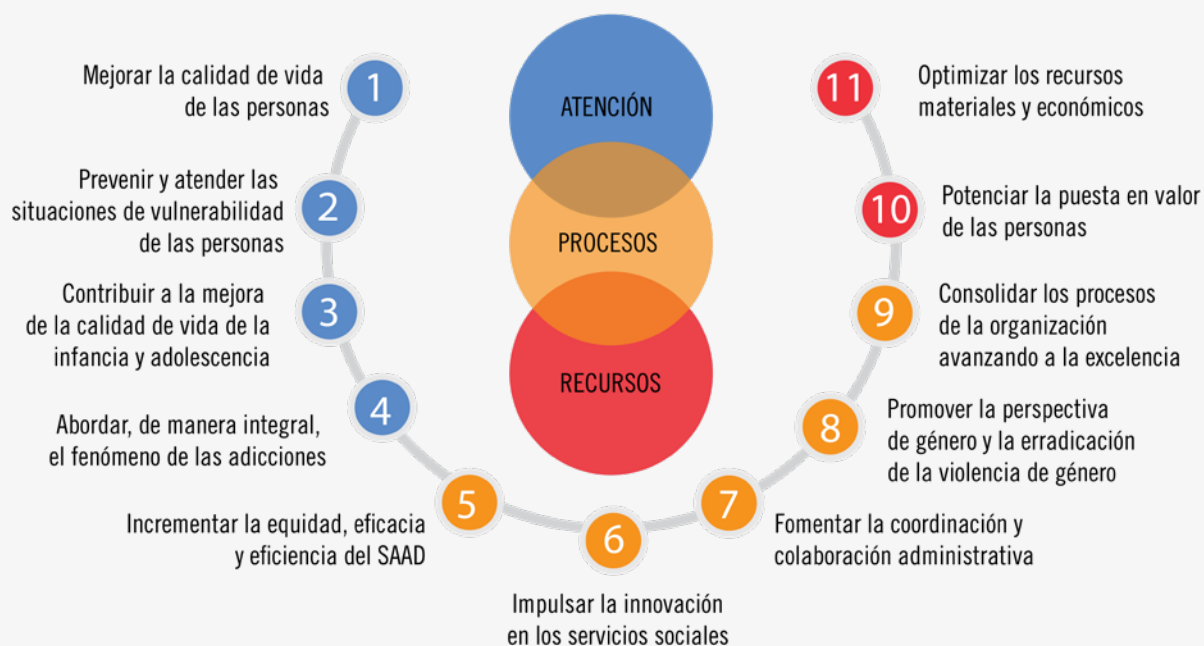 1
Mejorar la calidad de vida
de las personas
2
Prevenir y atender las
situaciones de vulnerabilidad
de las personas
3
Contribuir a la mejora
de la calidad de vida de la
infancia y adolescencia
4
Abordar, de manera integral,
el fenómeno de las adicciones
5
Incrementar la equidad, eficacia
y eficiencia del SAAD
6
Impulsar la innovación
en los servicios sociales
7
Fomentar la coordinación y
colaboración administrativa
8
Promover la perspectiva
de género y la erradicación
de la violencia de género
9
Consolidar los procesos
de la organización
avanzando a la excelencia
10
Potenciar la puesta en valor
de las personas
11
Optimizar los recursos
materiales y económicos
ATENCIÓN
PROCESOS
RECURSOS